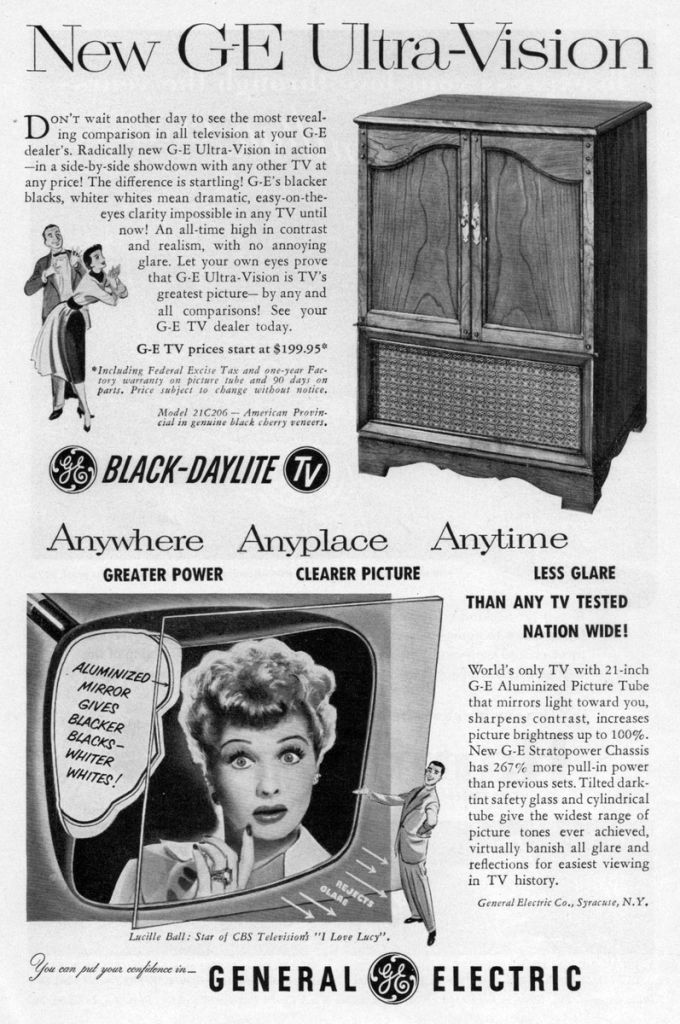 New G-E Ultra-Vision
DON'T wait another day to see the most reveal-
ing comparison in all television at your G-E
dealer's. Radically new G-E Ultra-Vision in action
—in a side-by-side showdown with any other TV at
any price! The difference is startling! G-E's blacker
blacks, whiter whites mean dramatic, easy-on-the-
eyes clarity impossible in any TV until
now! An all-time high in contrast
and realism, with no annoying
glare. Let your own eyes prove
that G-E Ultra-Vision is TV's
greatest picture—by any and
all comparisons! See your
G-E TV dealer today.
G-E TV prices start at $199.95*
*Including Federal Excise Tax and one-year Fac-
tory warranty on picture tube and 90 days on
parts. Price subject to change without notice.
Model 21C206 — American Provin-
cial in genuine black cherry veneers.
GE BLACK-DAYLITE TV
Anywhere Anyplace Anytime
GREATER POWER CLEARER PICTURE LESS GLARE
THAN ANY TV TESTED
NATION WIDE!
ALUMINIZED
MIRROR
GIVES
BLACKER
BLACKS—
WHITER
WHITES!
REJECTS
GLARE
World's only TV with 21-inch
G-E Aluminized Picture Tube
that mirrors light toward you,
sharpens contrast, increases
picture brightness up to 100%.
New G-E Stratopower Chassis
has 267% more pull-in power
than previous sets. Tilted dark-
tint safety glass and cylindrical
tube give the widest range of
picture tones ever achieved,
virtually banish all glare and
reflections for easiest viewing
in TV history.
General Electric Co., Syracuse, N.Y.
Lucille Ball: Star of CBS Television's "I Love Lucy".
You can put your confidence in—
GENERAL GE ELECTRIC